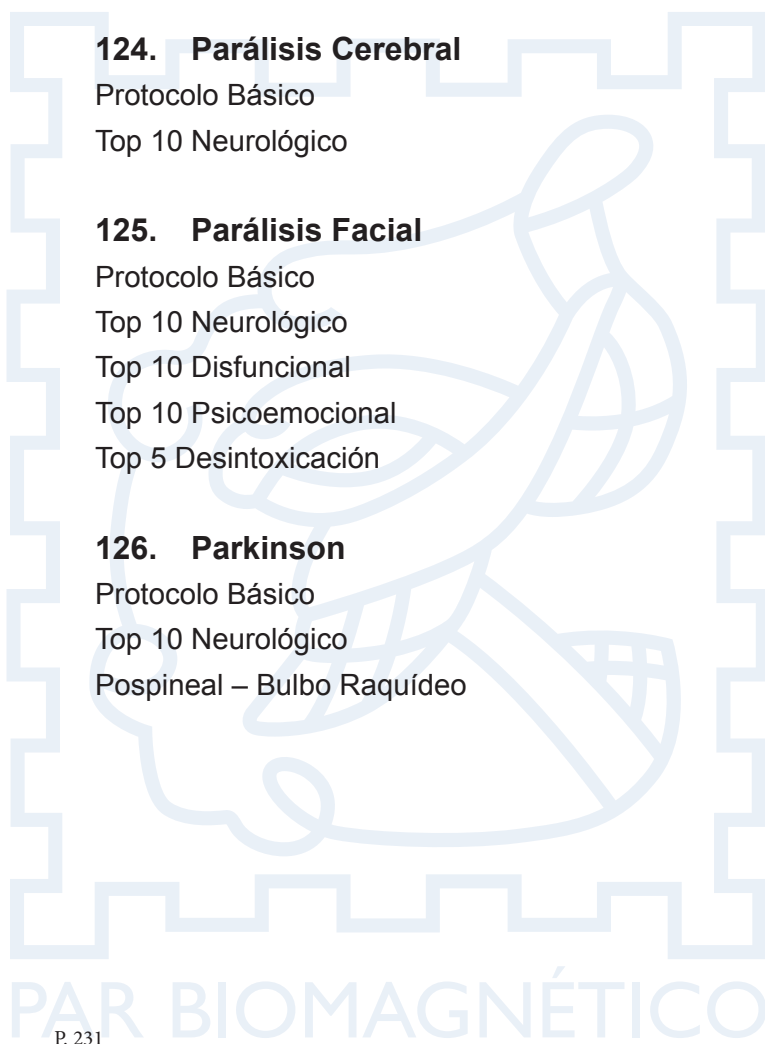 124. Parálisis Cerebral
Protocolo Básico
Top 10 Neurológico
125. Parálisis Facial
Protocolo Básico
Top 10 Neurológico
Top 10 Disfuncional
Top 10 Psicoemocional
Top 5 Desintoxicación
126. Parkinson
Protocolo Básico
Top 10 Neurológico
Pospineal – Bulbo Raquídeo
PAR BIOMAGNÉTICO
P. 231